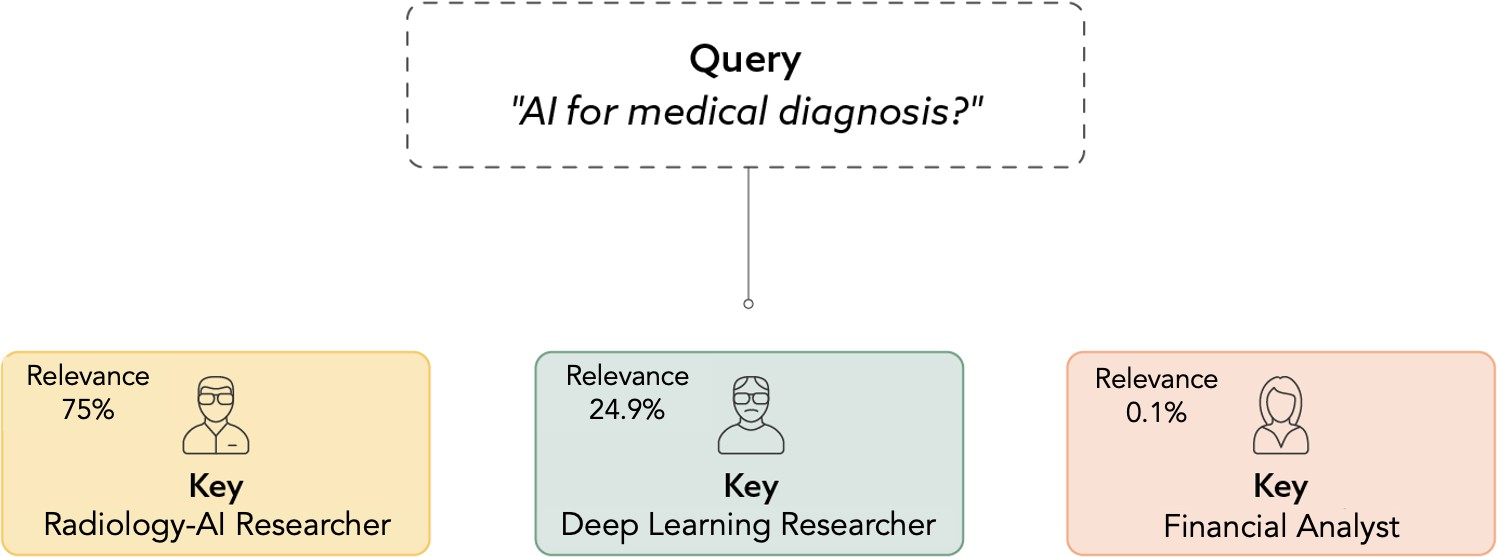 Query
"AI for medical diagnosis?"
Relevance
75%
Key
Radiology-AI Researcher
Relevance
24.9%
Key
Deep Learning Researcher
Relevance
0.1%
Key
Financial Analyst